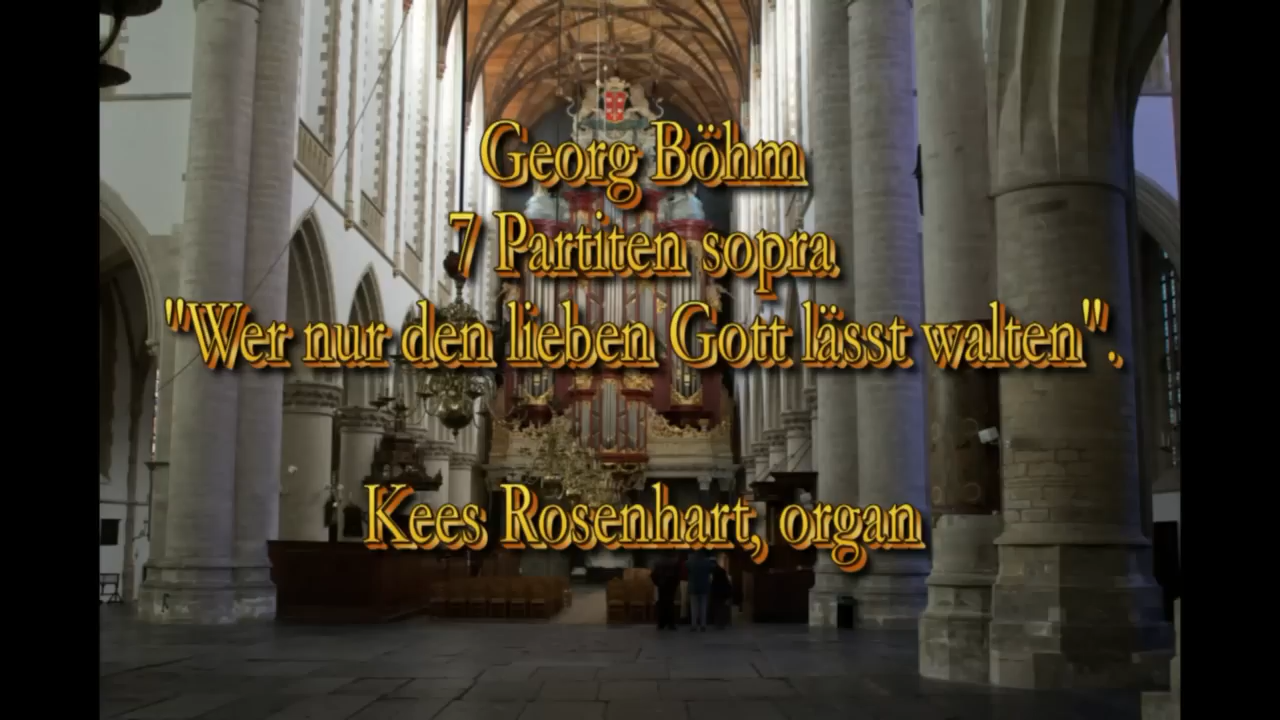 Georg Böhm
7 Partiten sopra
"Wer nur den lieben Gott lässt walten".
Kees Rosenhart, organ